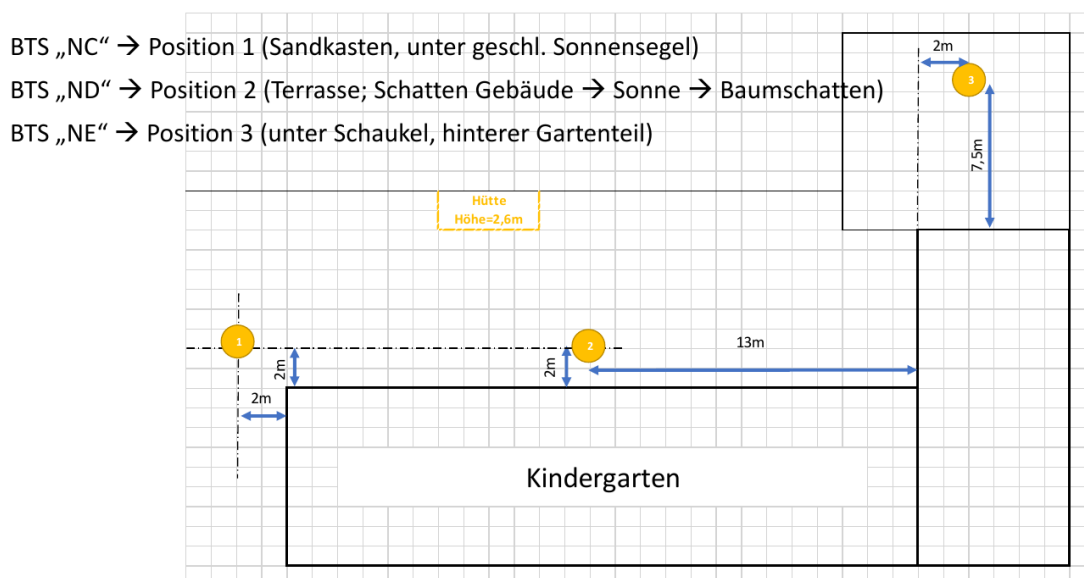 BTS „NC“ → Position 1 (Sandkasten, unter geschl. Sonnensegel)
BTS „ND“ → Position 2 (Terrasse; Schatten Gebäude → Sonne → Baumschatten)
BTS „NE“ → Position 3 (unter Schaukel, hinterer Gartenteil)
2m
3
7,5m
Hütte
Höhe=2,6m
1
2
13m
2m
2m
2m
Kindergarten